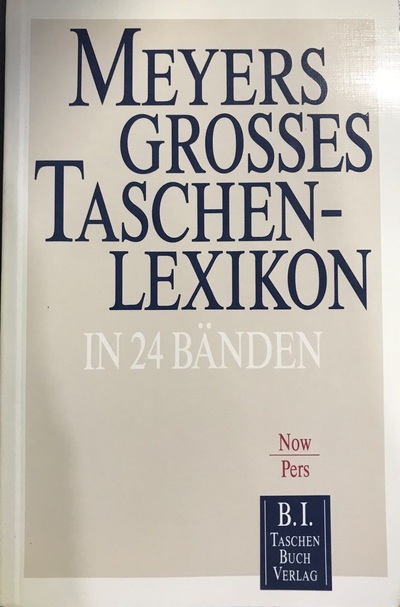 MEYERS
GROSSES
TASCHEN-
LEXIKON
IN 24 BÄNDEN
Now
Pers
B.I.
TASCHEN
BUCH
VERLAG